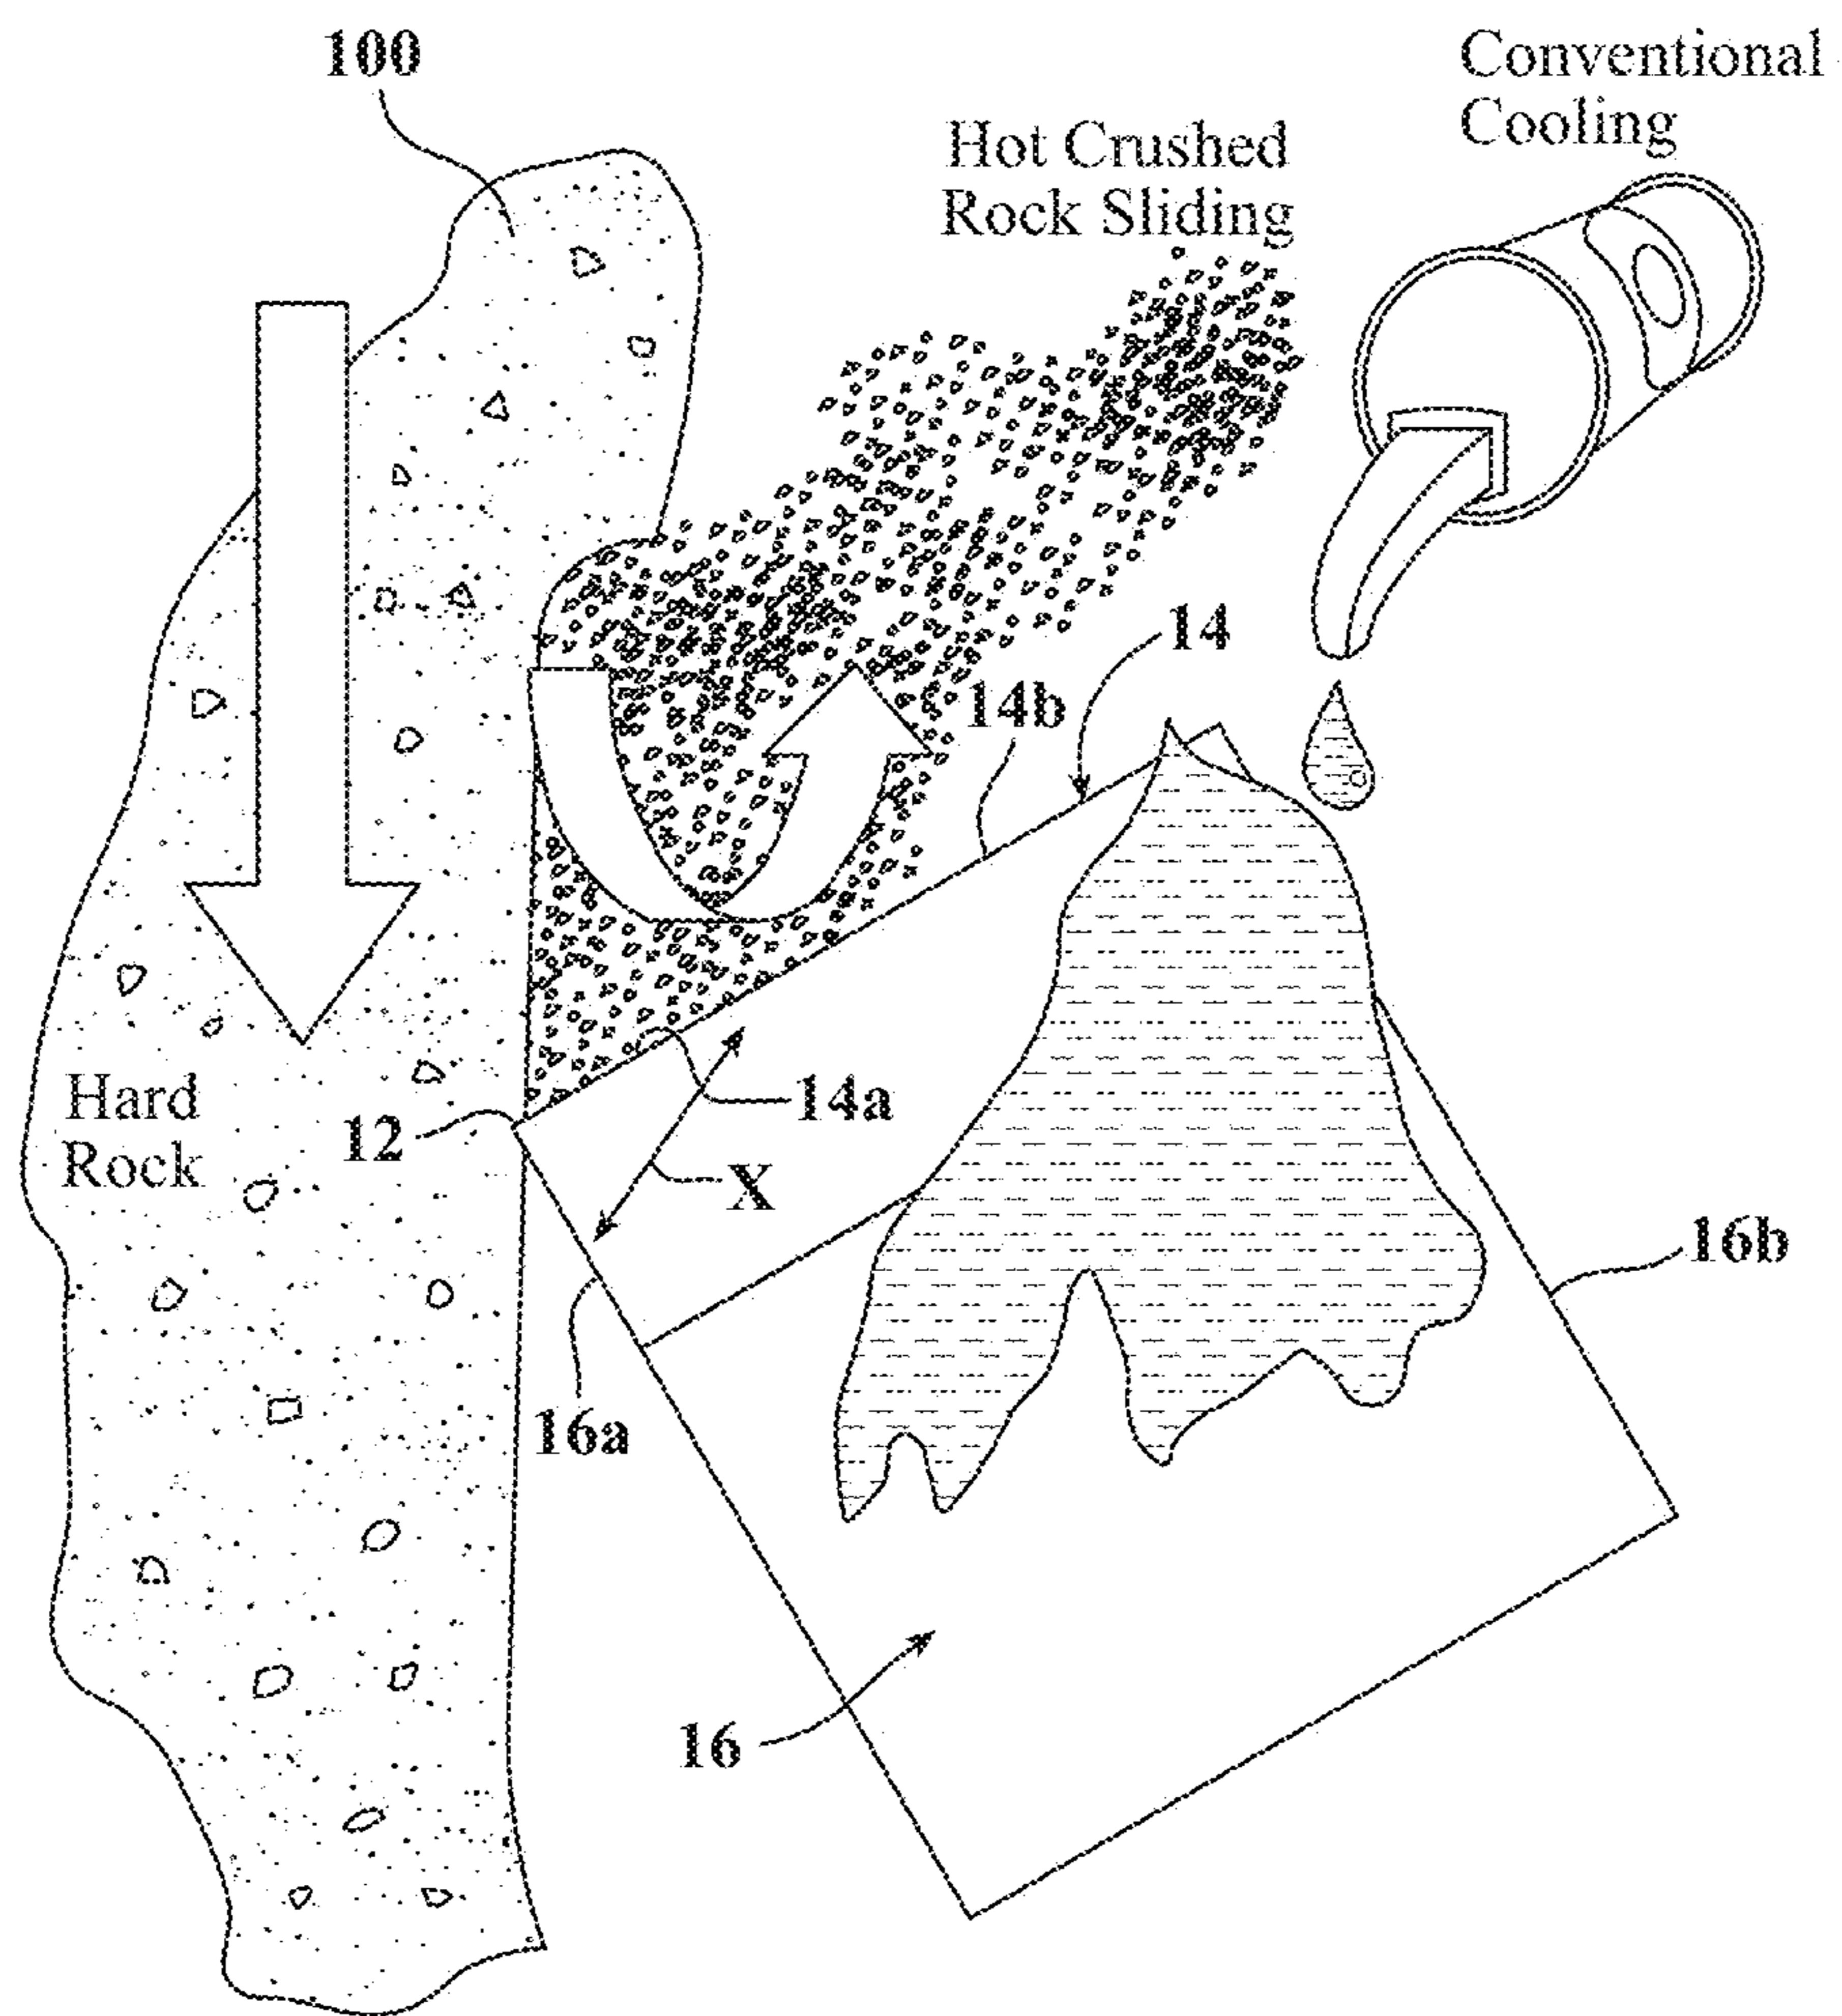 100
Conventional
Cooling
Hot Crushed
Rock Sliding
14
14b
14a
12
Hard
Rock
X
16b
16a
16